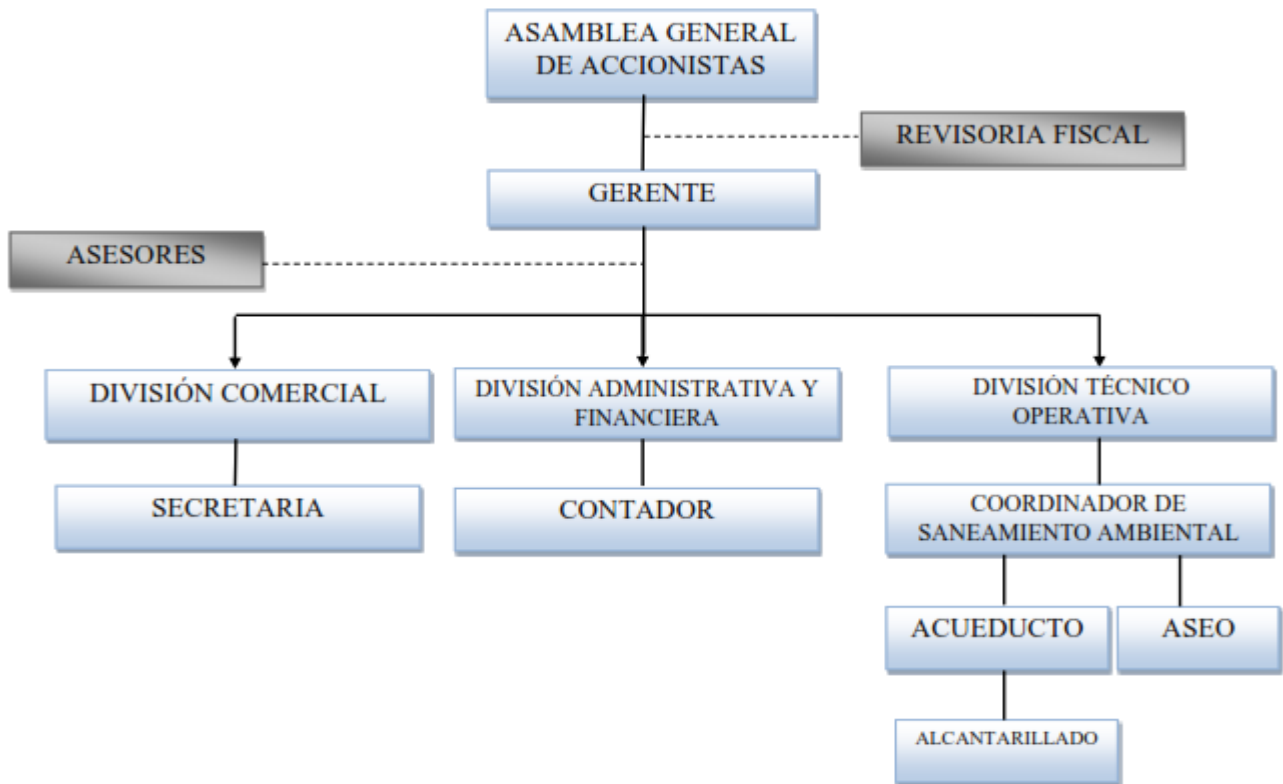 ASAMBLEA GENERAL
DE ACCIONISTAS
REVISORIA FISCAL
GERENTE
ASESORES
DIVISIÓN COMERCIAL
DIVISIÓN ADMINISTRATIVA Y
FINANCIERA
DIVISIÓN TÉCNICO
OPERATIVA
SECRETARIA
CONTADOR
COORDINADOR DE
SANEAMIENTO AMBIENTAL
ACUEDUCTO
ASEO
ALCANTARILLADO